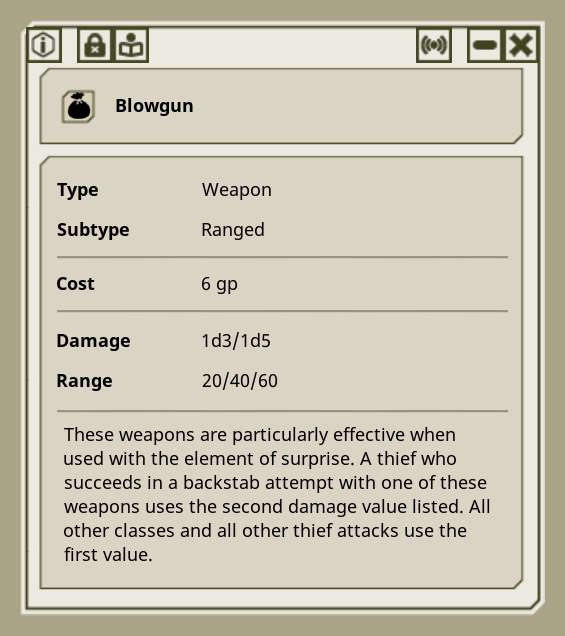 Blowgun
Type Weapon
Subtype Ranged
Cost 6 gp
Damage 1d3/1d5
Range 20/40/60
These weapons are particularly effective when
used with the element of surprise. A thief who
succeeds in a backstab attempt with one of these
weapons uses the second damage value listed. All
other classes and all other thief attacks use the
first value.